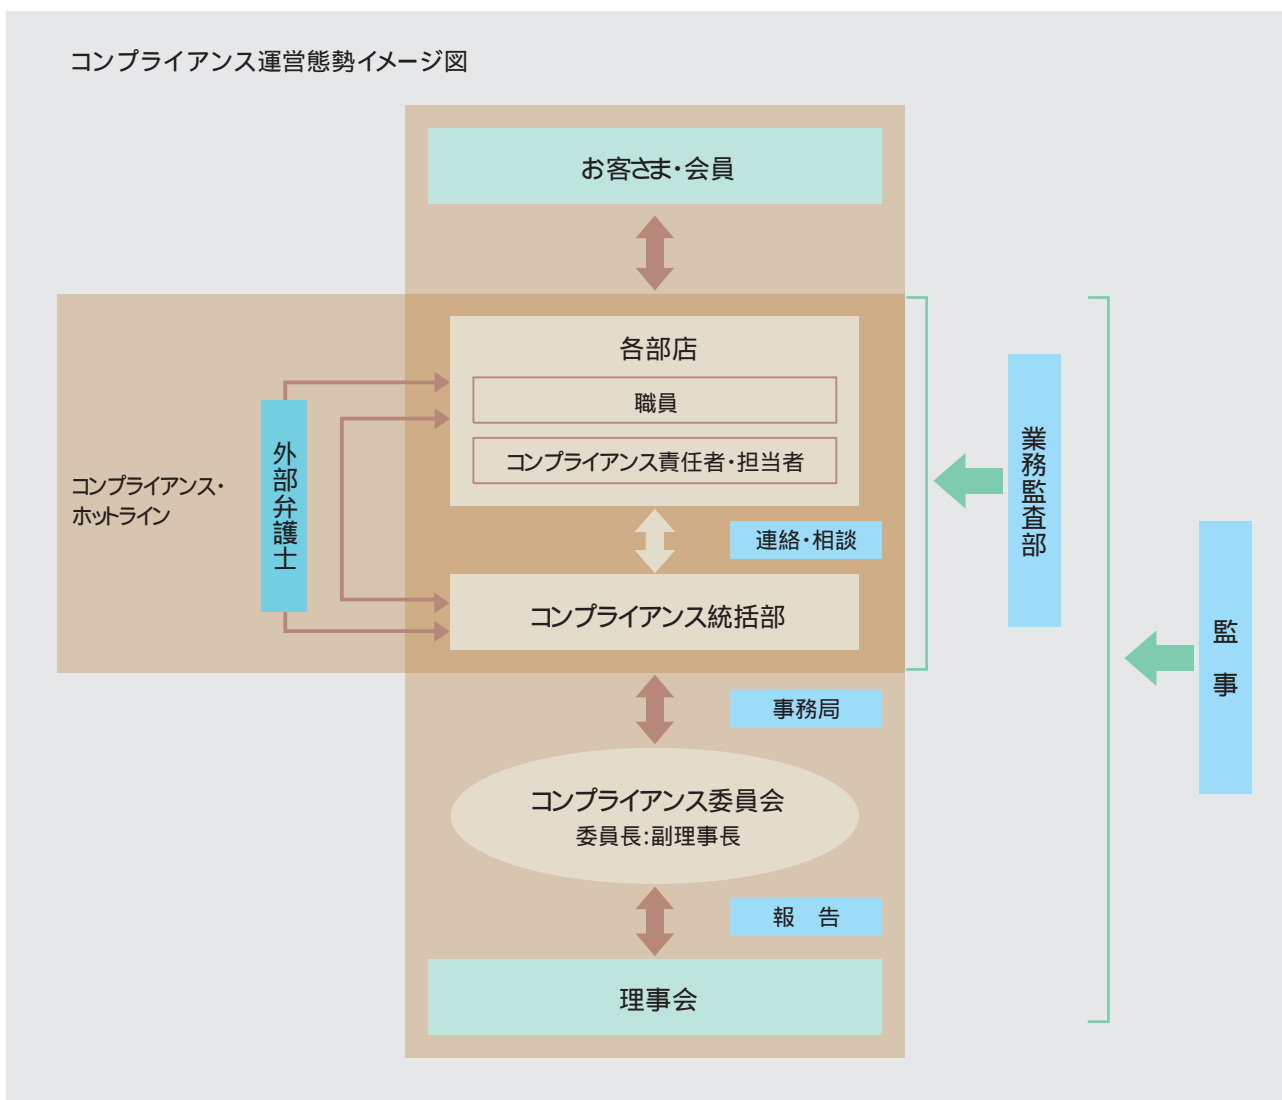 コンプライアンス運営態勢イメージ図
お客さま・会員
各部店
職員
コンプライアンス責任者・担当者
連絡・相談
コンプライアンス統括部
コンプライアンス・
ホットライン
外部弁護士
事務局
コンプライアンス委員会
委員長:副理事長
報　告
理事会
業務監査部
監　事